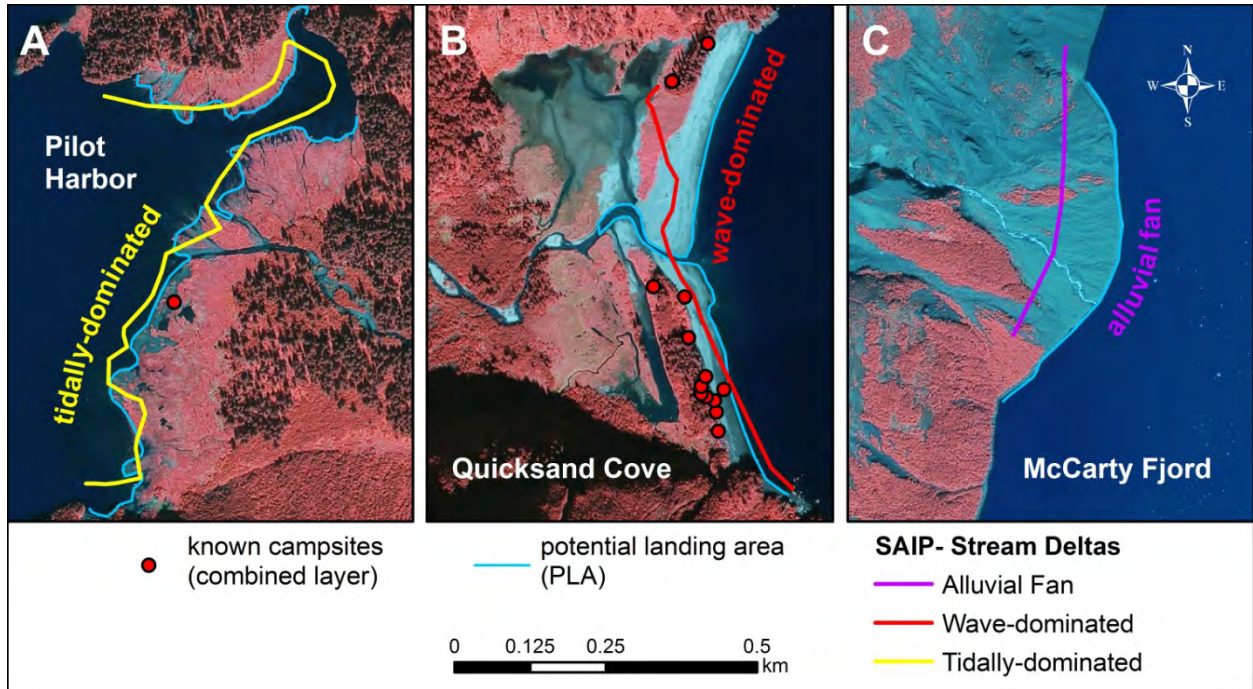 A
Pilot
Harbor
tidally-dominated
B
wave-dominated
Quicksand Cove
C
N
W E
S
alluvial fan
McCarty Fjord
known campsites
(combined layer)
potential landing area
(PLA)
0 0.125 0.25 0.5
km
SAIP- Stream Deltas
Alluvial Fan
Wave-dominated
Tidally-dominated